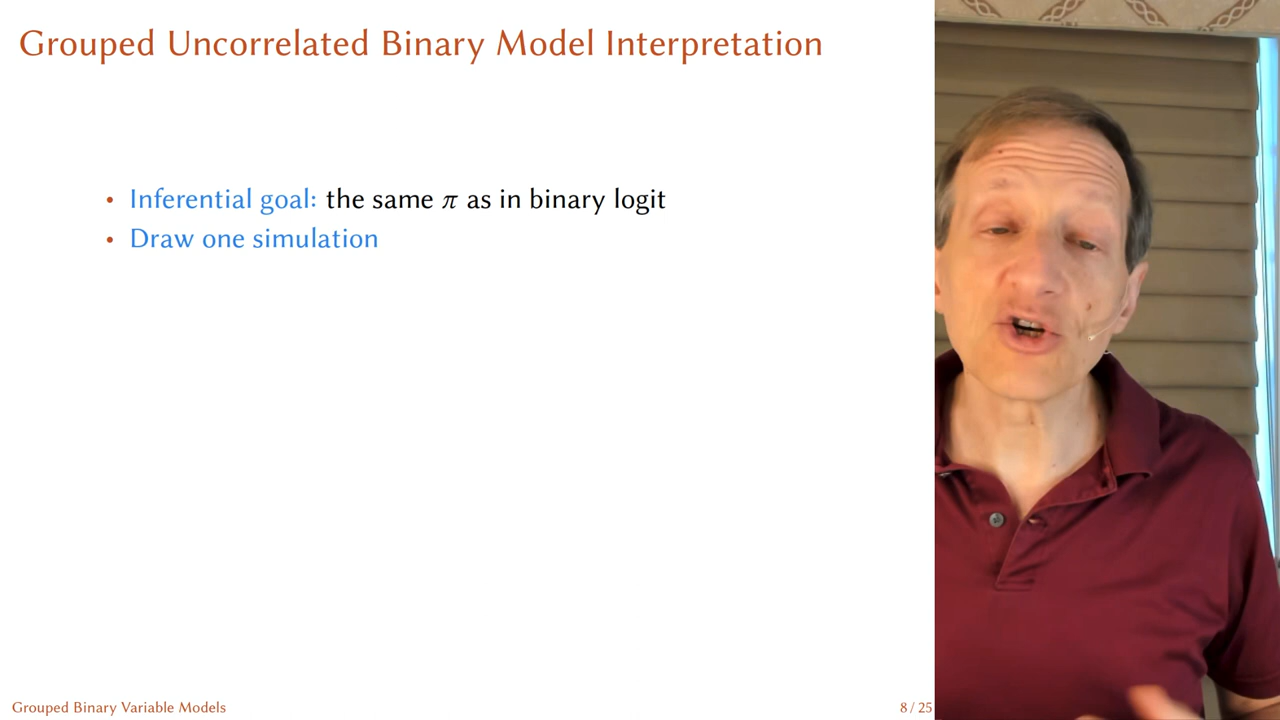 Grouped Uncorrelated Binary Model Interpretation
• Inferential goal: the same π as in binary logit
• Draw one simulation
Grouped Binary Variable Models
8 / 25